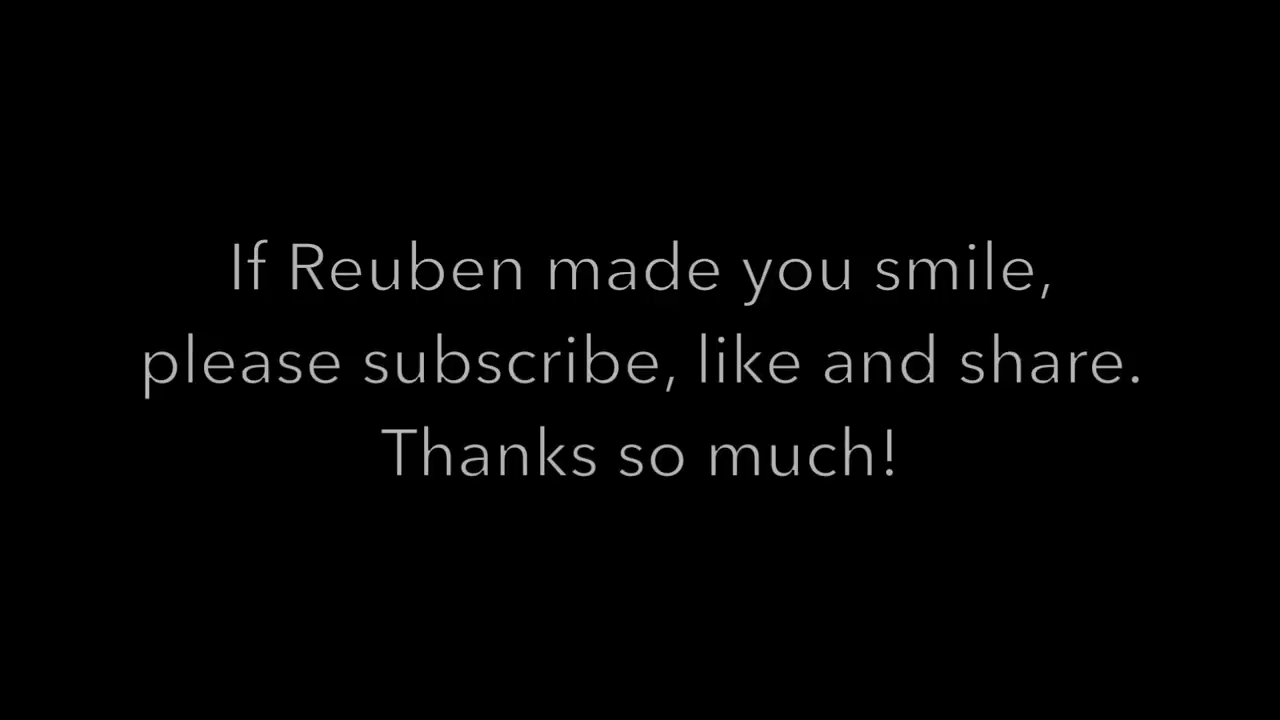 If Reuben made you smile,
please subscribe, like and share.
Thanks so much!